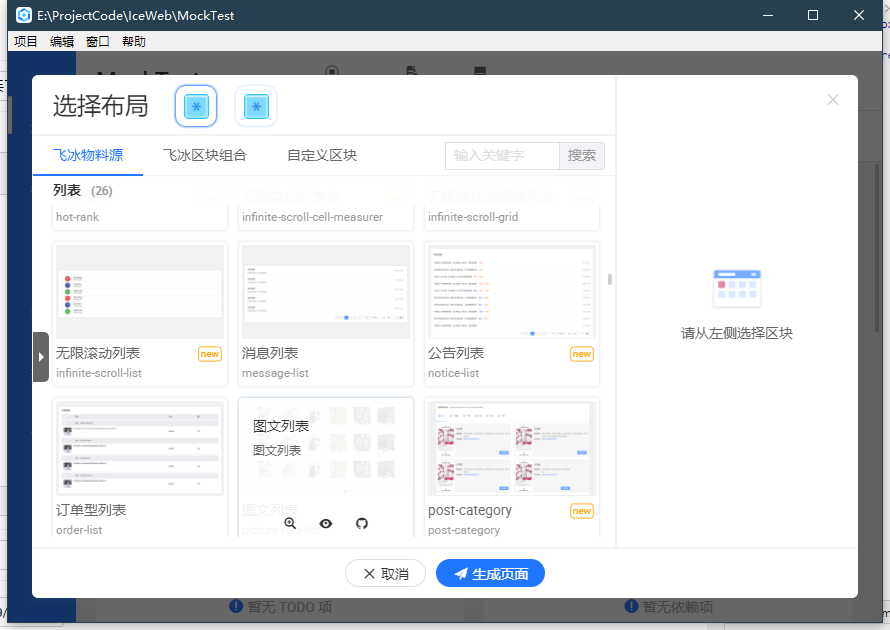 E:\ProjectCode\IceWeb\MockTest
项目 编辑 窗口 帮助
选择布局
飞冰物料源 飞冰区块组合 自定义区块 输入关键字 搜索
列表 (26)
hot-rank infinite-scroll-cell-measurer infinite-scroll-grid
无限滚动列表 new 消息列表 公告列表 new
infinite-scroll-list message-list notice-list
图文列表
图文列表
订单型列表 图文列表 post-category new
order-list post-category
请从左侧选择区块
取消 生成页面
暂无 TODO 项 暂无依赖项